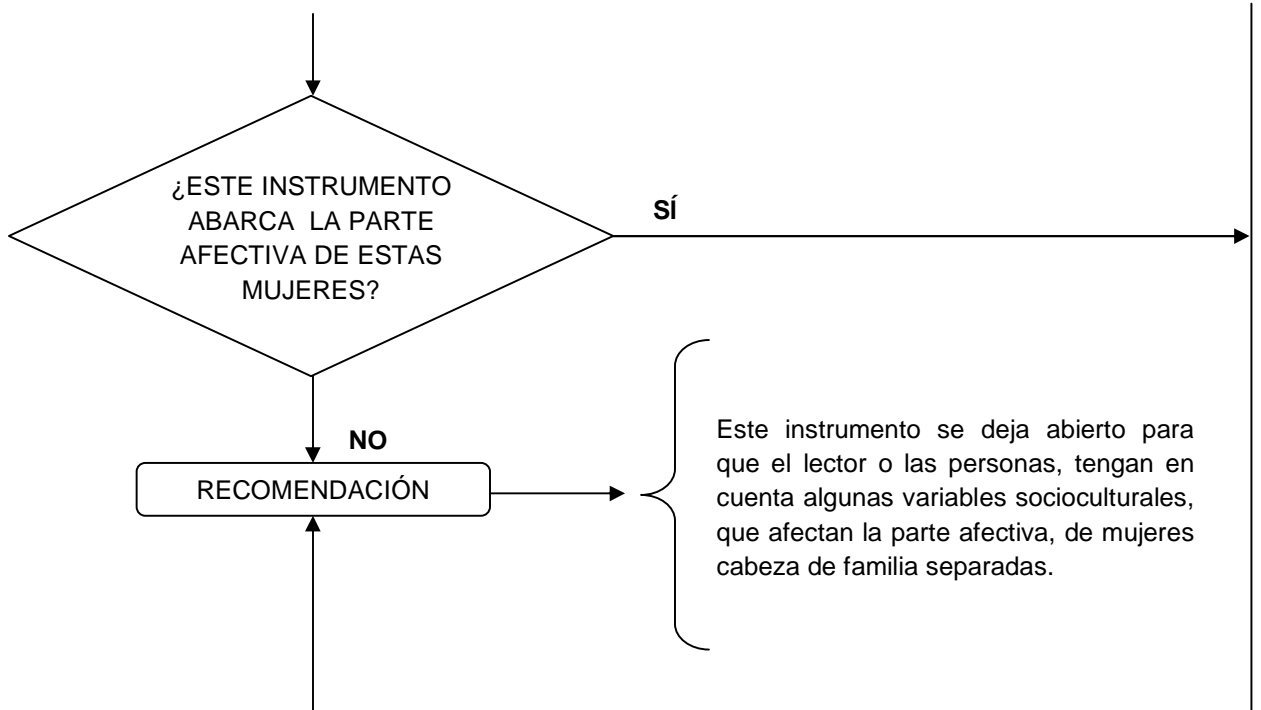 ¿ESTE INSTRUMENTO
ABARCA LA PARTE
AFECTIVA DE ESTAS
MUJERES?
SÍ
NO
RECOMENDACIÓN
Este instrumento se deja abierto para
que el lector o las personas, tengan en
cuenta algunas variables socioculturales,
que afectan la parte afectiva, de mujeres
cabeza de familia separadas.